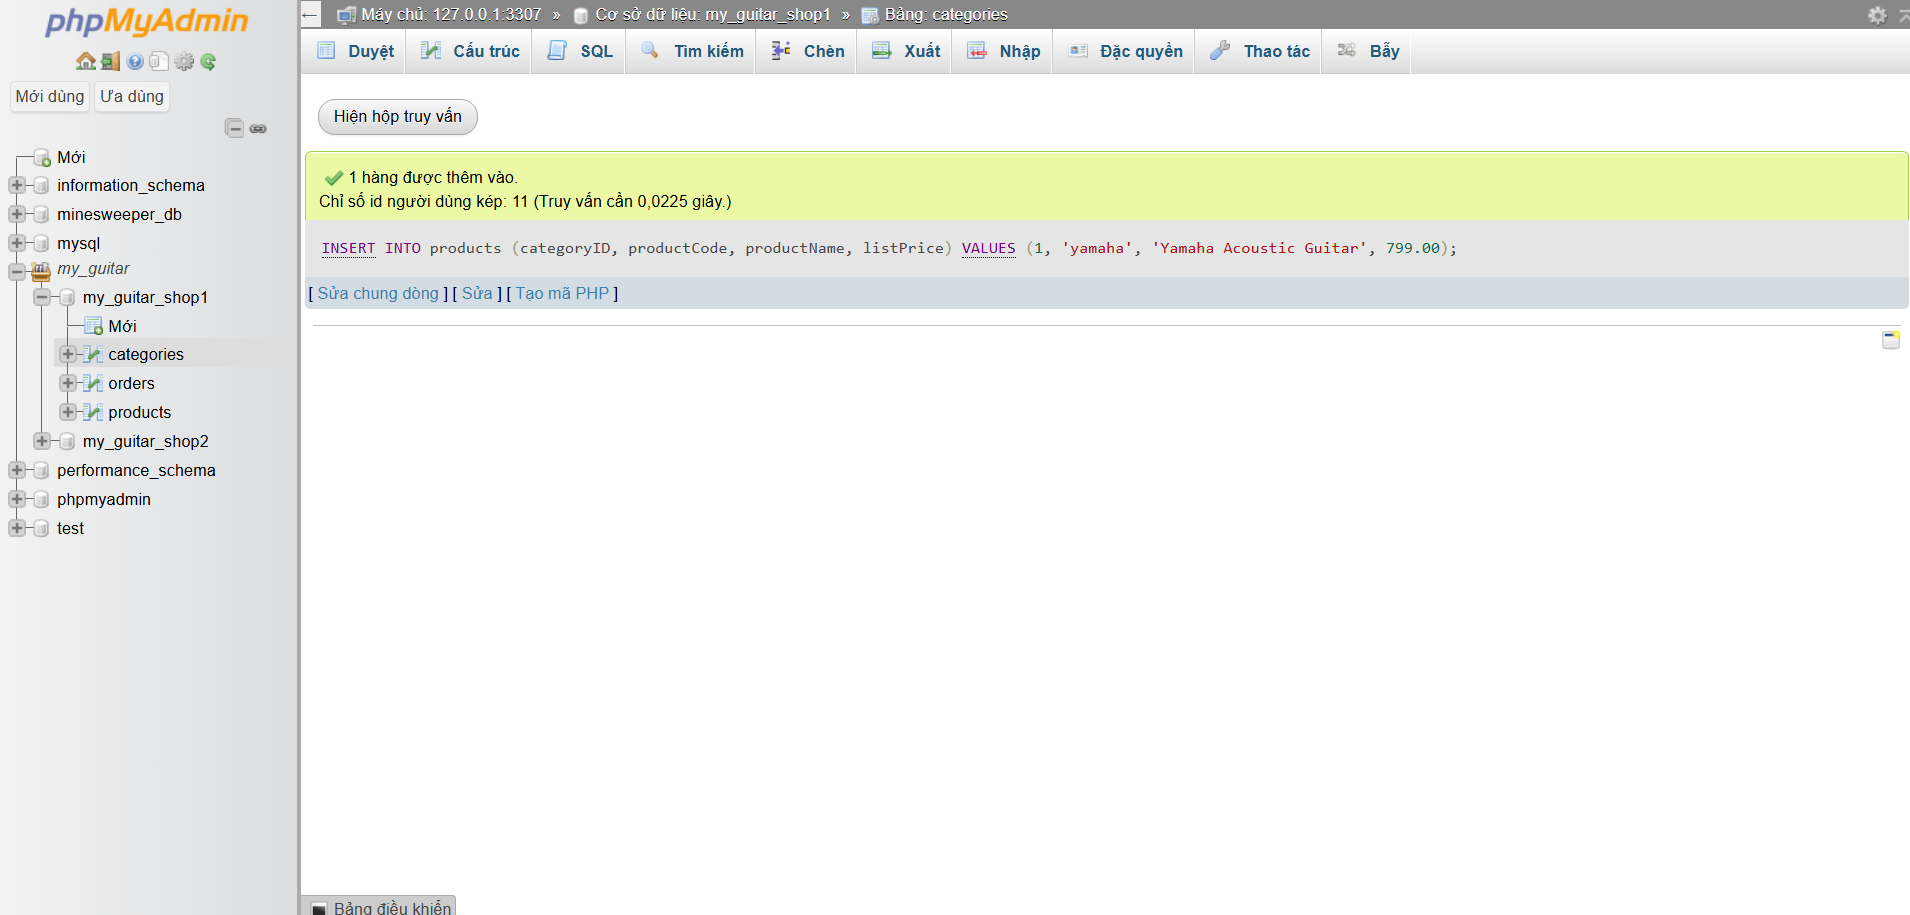 phpMyAdmin
Mới dùng
Ưa dùng
Mới
information_schema
minesweeper_db
mysql
my_guitar
my_guitar_shop1
Mới
categories
orders
products
my_guitar_shop2
performance_schema
phpmyadmin
test
Máy chủ: 127.0.0.1:3307 » Cơ sở dữ liệu: my_guitar_shop1 » Bảng: categories
Duyệt Cấu trúc SQL Tìm kiếm Chèn Xuất Nhập Đặc quyền Thao tác Bẫy
Hiện hộp truy vấn
1 hàng được thêm vào.
Chỉ số id người dùng kép: 11 (Truy vấn cần 0,0225 giây.)
INSERT INTO products (categoryID, productCode, productName, listPrice) VALUES (1, 'yamaha', 'Yamaha Acoustic Guitar', 799.00);
[ Sửa chung dòng ] [ Sửa ] [ Tạo mã PHP ]
Bảng điều khiển